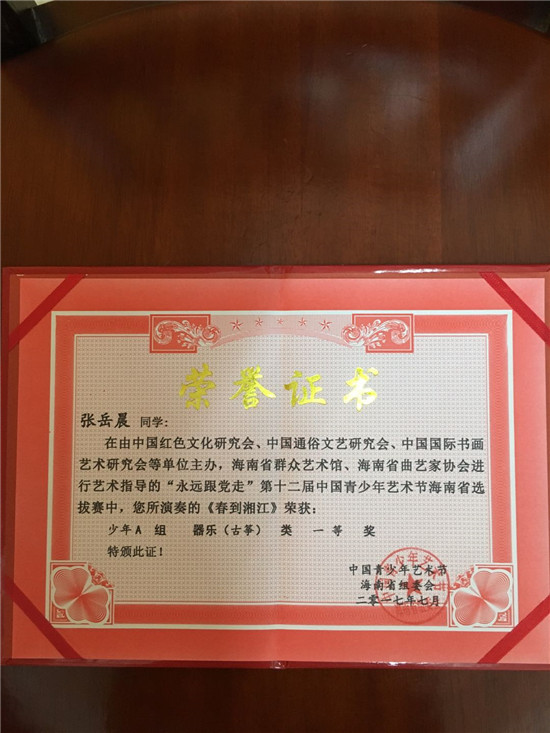 荣誉证书
张岳晨 同学:
在由中国红色文化研究会、中国通俗文艺研究会、中国国际书画
艺术研究会等单位主办，海南省群众艺术馆、海南省曲艺家协会进
行艺术指导的“永远跟党走”第十二届中国青少年艺术节海南省选
拔赛中，您所演奏的《春到湘江》荣获:
少年A 组 器乐（古筝） 类 一等 奖
特颁此证！
中国青少年艺术节
海南省组委会
二零一七年七月